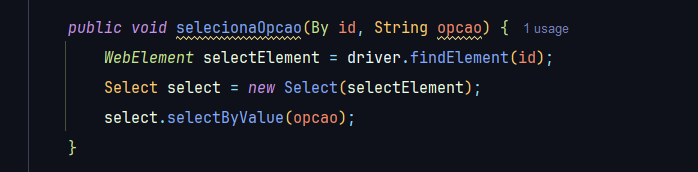 public void selecionaOpcao(By id, String opcao) { 1 usage
WebElement selectElement = driver.findElement(id);
Select select = new Select(selectElement);
select.selectByValue(opcao);
}